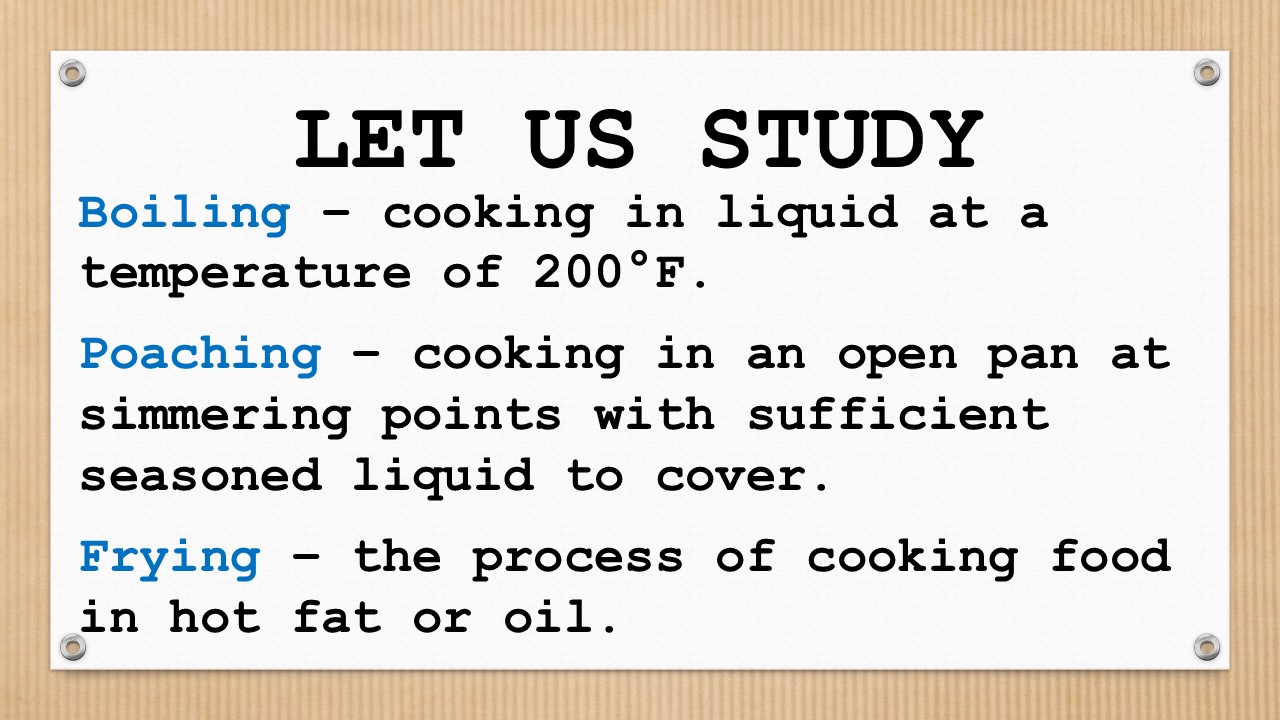 LET US STUDY
Boiling – cooking in liquid at a
temperature of 200°F.
Poaching – cooking in an open pan at
simmering points with sufficient
seasoned liquid to cover.
Frying – the process of cooking food
in hot fat or oil.